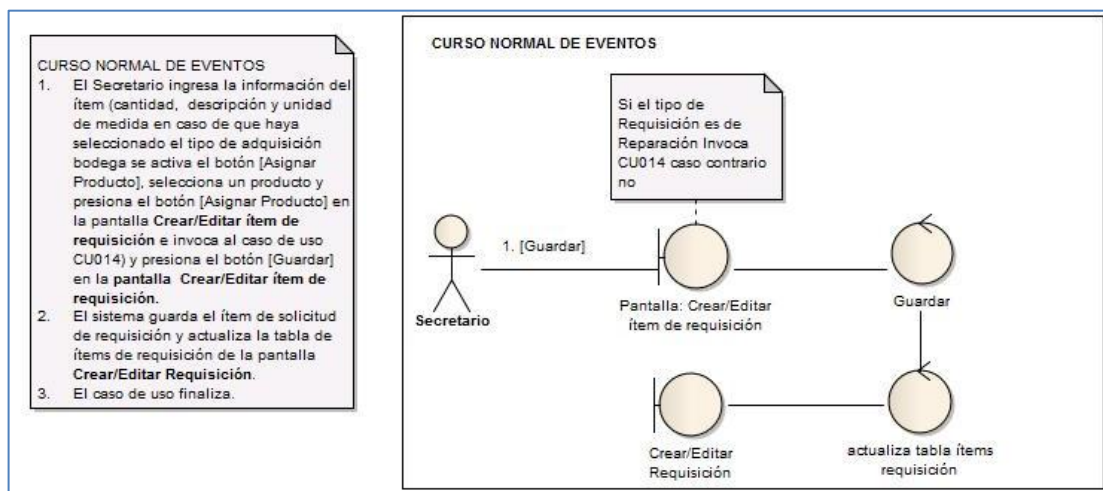 CURSO NORMAL DE EVENTOS
1. El Secretario ingresa la información del
ítem (cantidad, descripción y unidad
de medida en caso de que haya
seleccionado el tipo de adquisición
bodega se activa el botón [Asignar
Producto], selecciona un producto y
presiona el botón [Asignar Producto] en
la pantalla Crear/Editar ítem de
requisición e invoca al caso de uso
CU014) y presiona el botón [Guardar]
en la pantalla Crear/Editar ítem de
requisición.
2. El sistema guarda el ítem de solicitud
de requisición y actualiza la tabla de
ítems de requisición de la pantalla
Crear/Editar Requisición.
3. El caso de uso finaliza.
CURSO NORMAL DE EVENTOS
Si el tipo de
Requisición es de
Reparación Invoca
CU014 caso contrario
no
1. [Guardar]
Secretario
Pantalla: Crear/Editar
ítem de requisición
Guardar
Crear/Editar
Requisición
actualiza tabla ítems
requisición